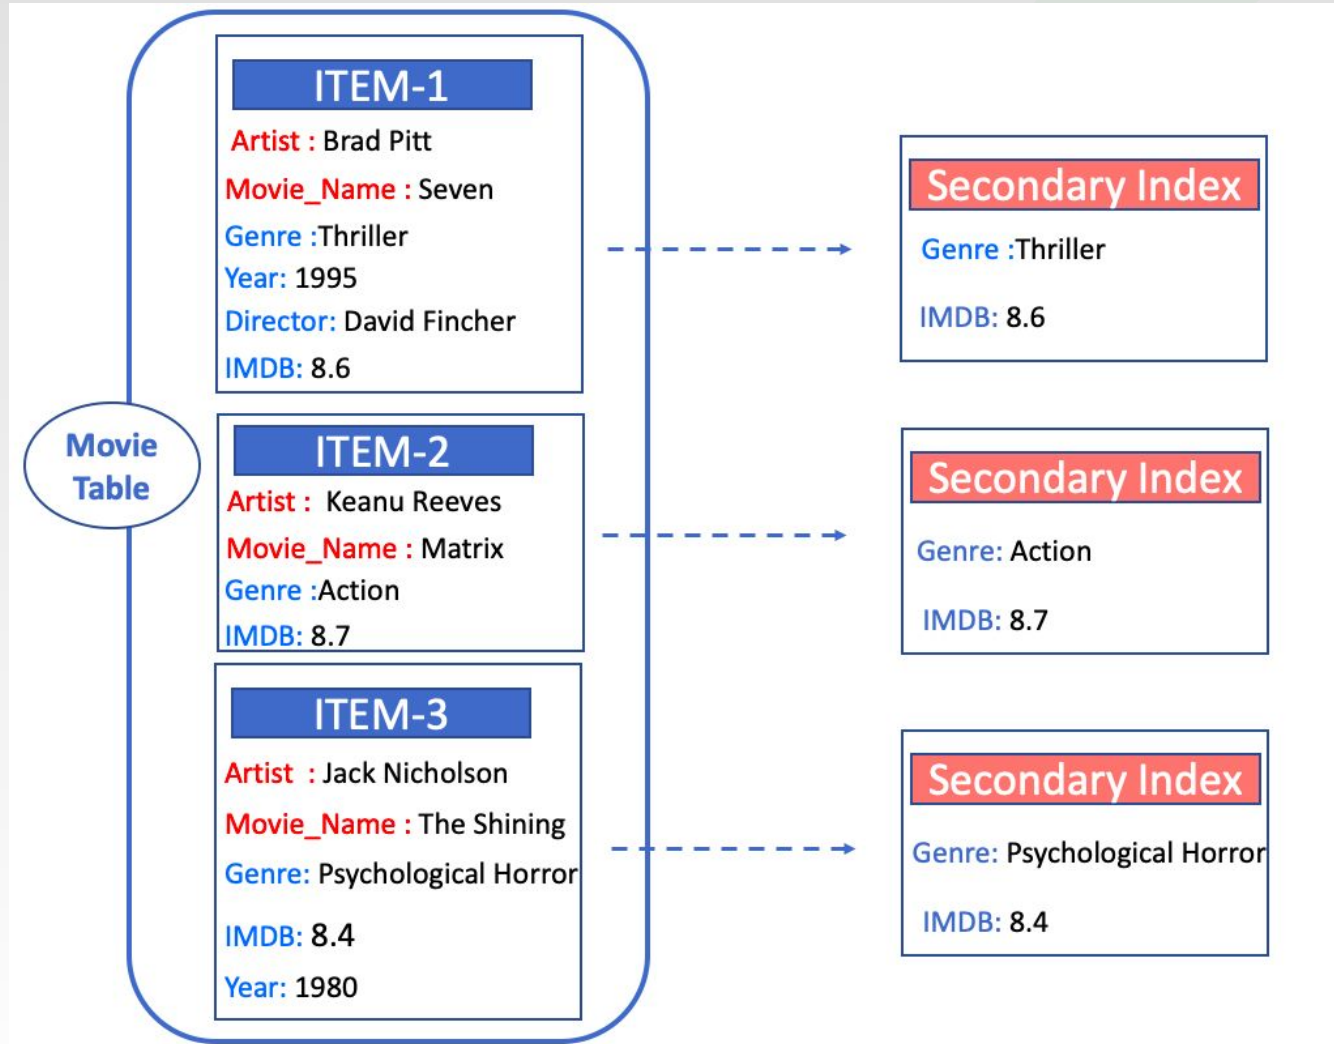 ITEM-1
Artist : Brad Pitt
Movie_Name : Seven
Genre :Thriller
Year: 1995
Director: David Fincher
IMDB: 8.6
Secondary Index
Genre :Thriller
IMDB: 8.6
Movie
Table
ITEM-2
Artist : Keanu Reeves
Movie_Name : Matrix
Genre :Action
IMDB: 8.7
Secondary Index
Genre: Action
IMDB: 8.7
ITEM-3
Artist : Jack Nicholson
Movie_Name : The Shining
Genre: Psychological Horror
IMDB: 8.4
Year: 1980
Secondary Index
Genre: Psychological Horror
IMDB: 8.4